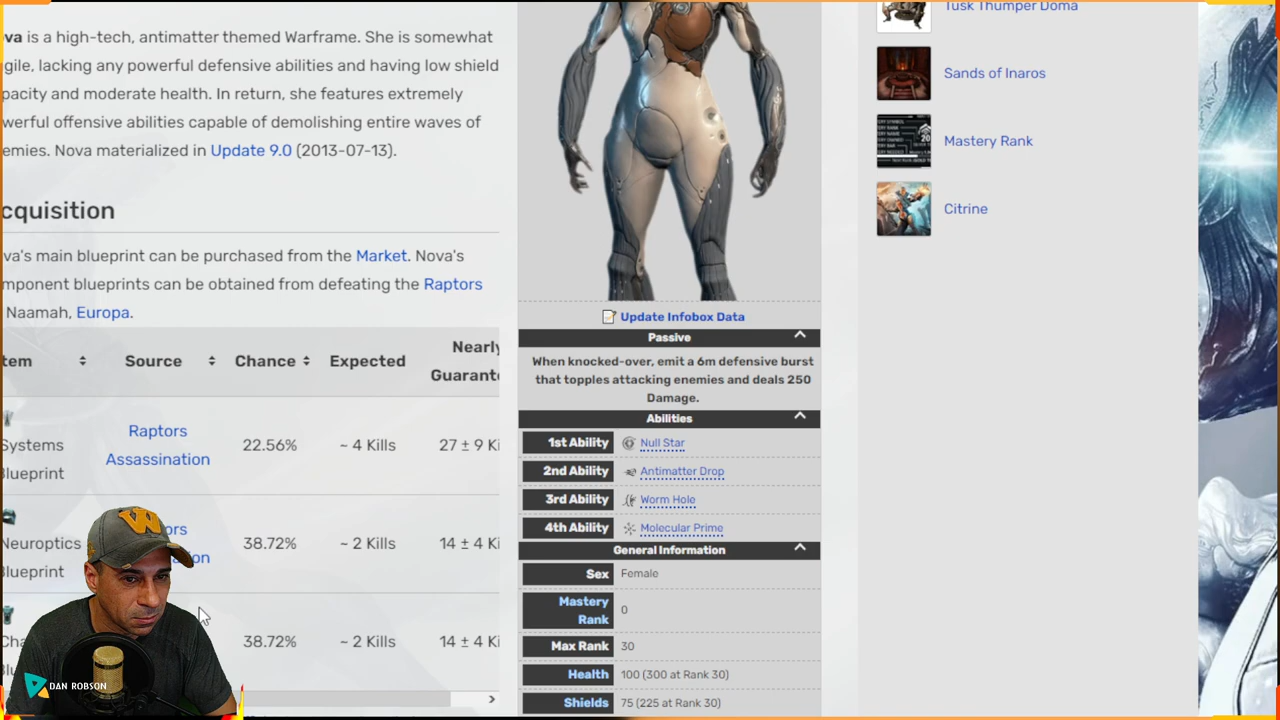 va is a high-tech, antimatter themed Warframe. She is somewhat
gile, lacking any powerful defensive abilities and having low shield
pacity and moderate health. In return, she features extremely
werful offensive abilities capable of demolishing entire waves of
emies. Nova materialized in Update 9.0 (2013-07-13).
cquisition
va's main blueprint can be purchased from the Market. Nova's
mponent blueprints can be obtained from defeating the Raptors
Naamah, Europa.
tem Source Chance Expected Nearly
Guarante
Systems
Blueprint
Raptors
Assassination
22.56% ~ 4 Kills 27 ± 9 Ki
Neuroptics
Blueprint
ors
ation
38.72% ~ 2 Kills 14 ± 4 Ki
Cha
Blu
38.72% ~ 2 Kills 14 ± 4 Ki
DAN ROBSON
W
Update Infobox Data
Passive
When knocked-over, emit a 6m defensive burst
that topples attacking enemies and deals 250
Damage.
Abilities
1st Ability Null Star
2nd Ability Antimatter Drop
3rd Ability Worm Hole
4th Ability Molecular Prime
General Information
Sex Female
Mastery
Rank 0
Max Rank 30
Health 100 (300 at Rank 30)
Shields 75 (225 at Rank 30)
Tusk Thumper Doma
Sands of Inaros
Mastery Rank
Citrine